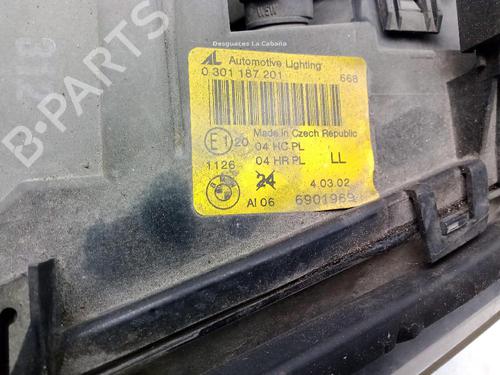 B-PARTS
Desguaces La Cabaña
AL Automotive Lighting
0 301 187 201
668
Made in Czech Republic
E1 20
04 HC PL
1126
04 HR PL
LL
24
4.03.02
AI 06
6901969